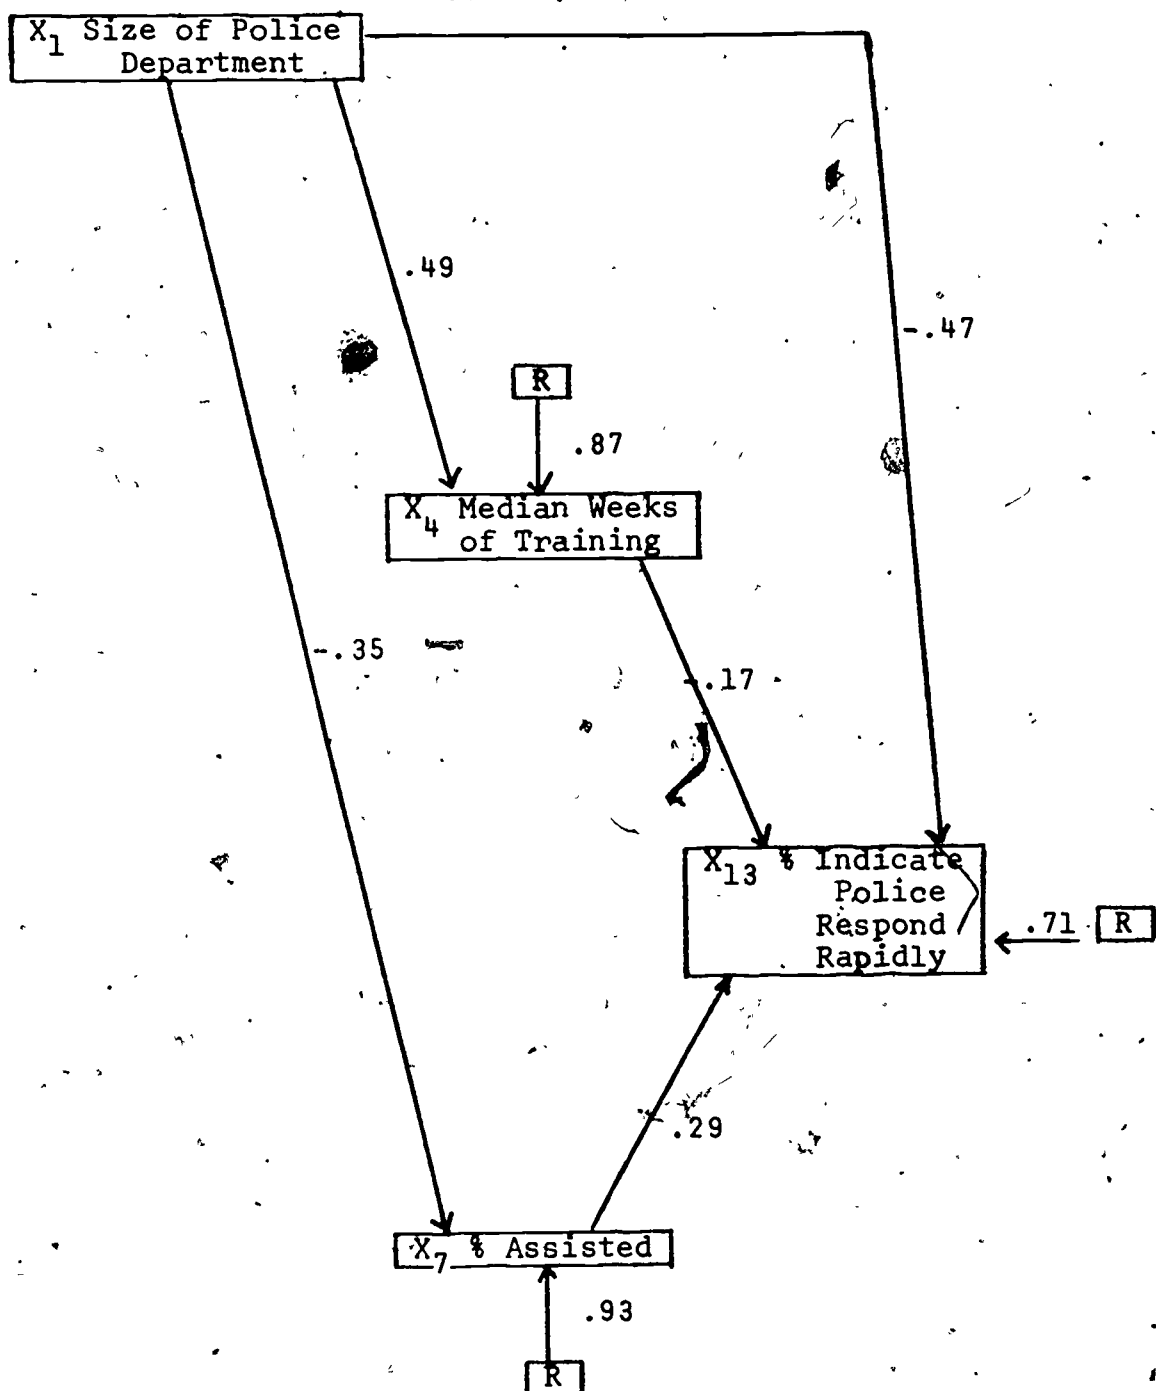 X1 Size of Police
Department
.49
-.47
R
.87
X4 Median Weeks
of Training
-.35
-.17
X13 % Indicate
Police
Respond
Rapidly
.71 R
.29
X7 % Assisted
.93
R